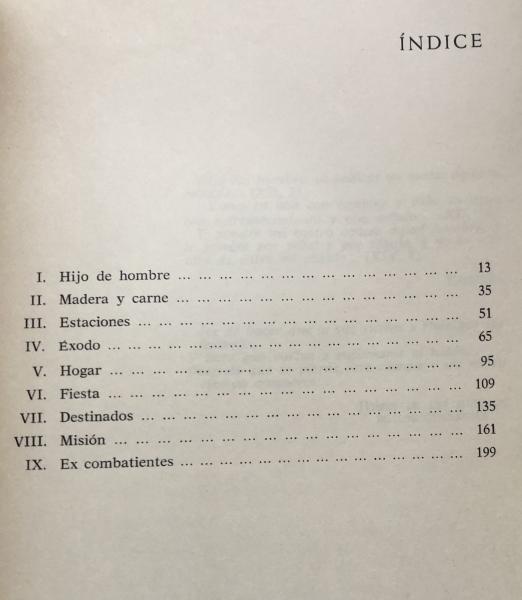 ÍNDICE
I. Hijo de hombre ... ... ... ... ... ... ... ... ... ... ... ... ... ... 13
II. Madera y carne ... ... ... ... ... ... ... ... ... ... ... ... ... ... 35
III. Estaciones ... ... ... ... ... ... ... ... ... ... ... ... ... ... ... ... 51
IV. Éxodo ... ... ... ... ... ... ... ... ... ... ... ... ... ... ... ... ... 65
V. Hogar ... ... ... ... ... ... ... ... ... ... ... ... ... ... ... ... ... 95
VI. Fiesta ... ... ... ... ... ... ... ... ... ... ... ... ... ... ... ... ... 109
VII. Destinados ... ... ... ... ... ... ... ... ... ... ... ... ... ... ... ... 135
VIII. Misión ... ... ... ... ... ... ... ... ... ... ... ... ... ... ... ... ... 161
IX. Ex combatientes ... ... ... ... ... ... ... ... ... ... ... ... ... ... 199